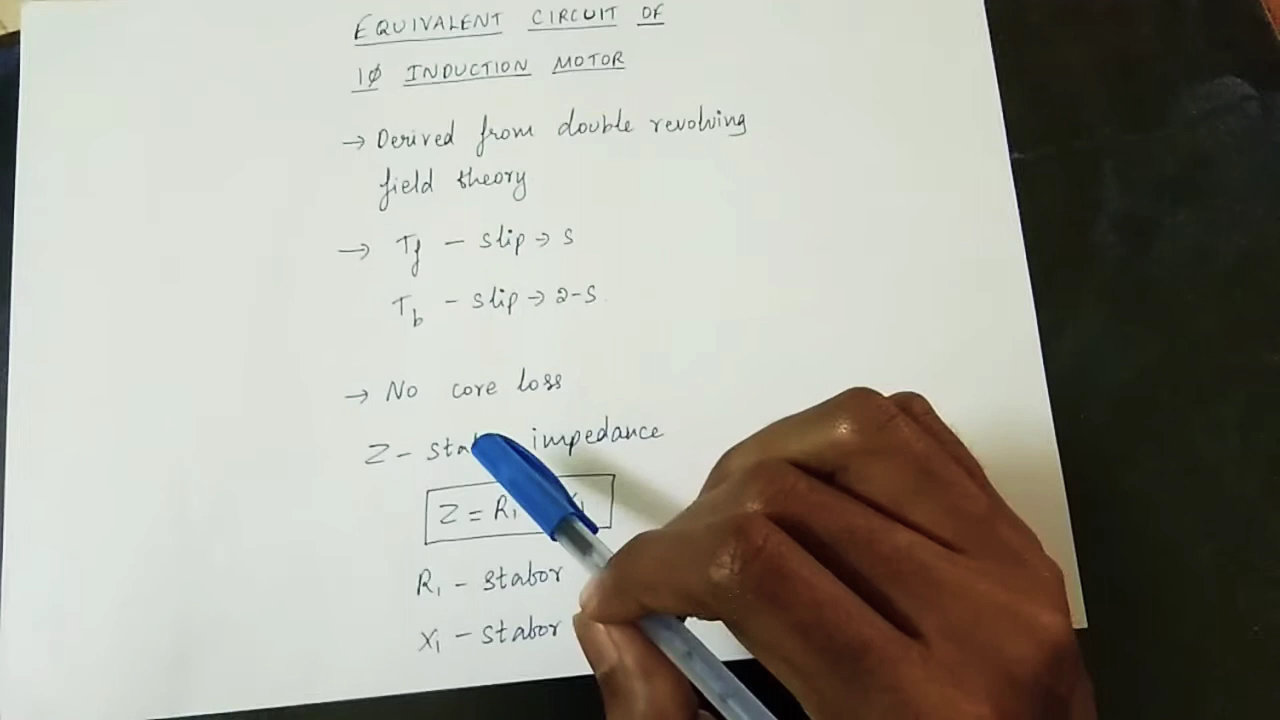 EQUIVALENT CIRCUIT OF
1ϕ INDUCTION MOTOR
→ Derived from double revolving
field theory
→ Tf – slip → s
Tb – slip → 2-s
→ No core loss
Z – impedance
Z = R1
R1 – stator
X1 – stator